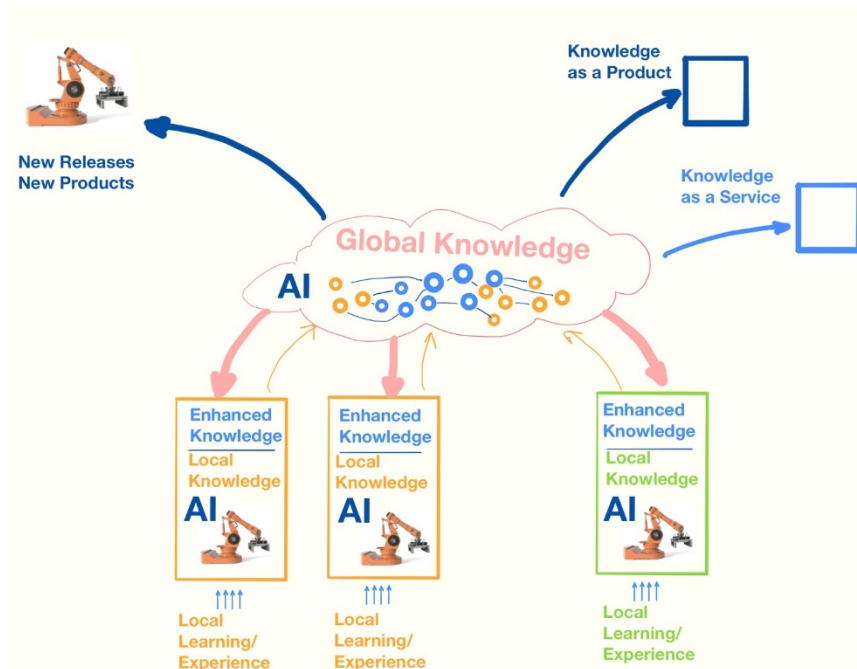 Knowledge
as a Product
New Releases
New Products
Knowledge
as a Service
Global Knowledge
AI
Enhanced
Knowledge
Local
Knowledge
AI
Local
Learning/
Experience
Enhanced
Knowledge
Local
Knowledge
AI
Local
Learning/
Experience
Enhanced
Knowledge
Local
Knowledge
AI
Local
Learning/
Experience